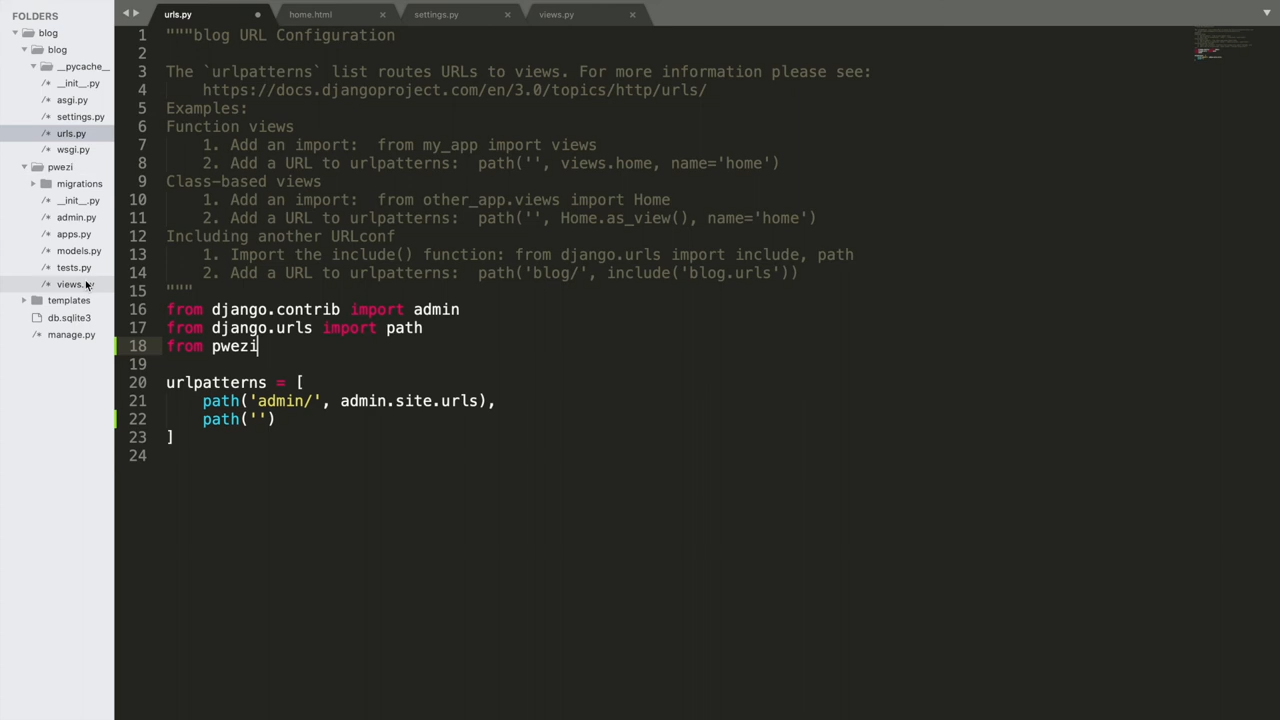 FOLDERS
blog
blog
__pycache__
/* __init__.py
/* asgi.py
/* settings.py
/* urls.py
/* wsgi.py
pwezi
migrations
/* __init__.py
/* admin.py
/* apps.py
/* models.py
/* tests.py
/* views.
templates
db.sqlite3
/* manage.py
urls.py
home.html
settings.py
views.py
1 """blog URL Configuration
2
3 The `urlpatterns` list routes URLs to views. For more information please see:
4 https://docs.djangoproject.com/en/3.0/topics/http/urls/
5 Examples:
6 Function views
7 1. Add an import:  from my_app import views
8 2. Add a URL to urlpatterns:  path('', views.home, name='home')
9 Class-based views
10 1. Add an import:  from other_app.views import Home
11 2. Add a URL to urlpatterns:  path('', Home.as_view(), name='home')
12 Including another URLconf
13 1. Import the include() function: from django.urls import include, path
14 2. Add a URL to urlpatterns:  path('blog/', include('blog.urls'))
15 """
16 from django.contrib import admin
17 from django.urls import path
18 from pwezi
19
20 urlpatterns = [
21 path('admin/', admin.site.urls),
22 path('')
23 ]
24